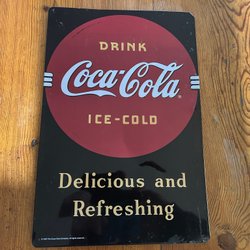 DRINK
Coca-Cola
ICE-COLD
Delicious and
Refreshing